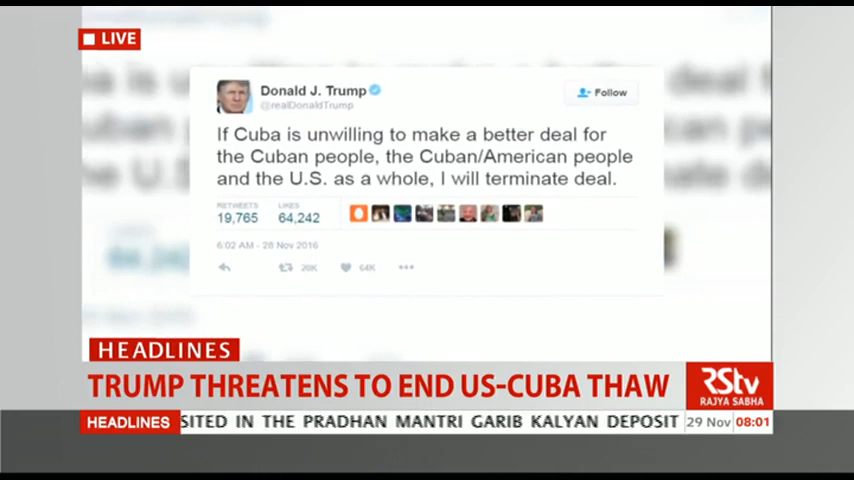 LIVE
Donald J. Trump
@realDonaldTrump
Follow
If Cuba is unwilling to make a better deal for
the Cuban people, the Cuban/American people
and the U.S. as a whole, I will terminate deal.
RETWEETS LIKES
19,765 64,242
6:02 AM - 28 Nov 2016
20K 64K
HEADLINES
TRUMP THREATENS TO END US-CUBA THAW
RStv
RAJYA SABHA
HEADLINES SITED IN THE PRADHAN MANTRI GARIB KALYAN DEPOSIT 29 Nov 08:01